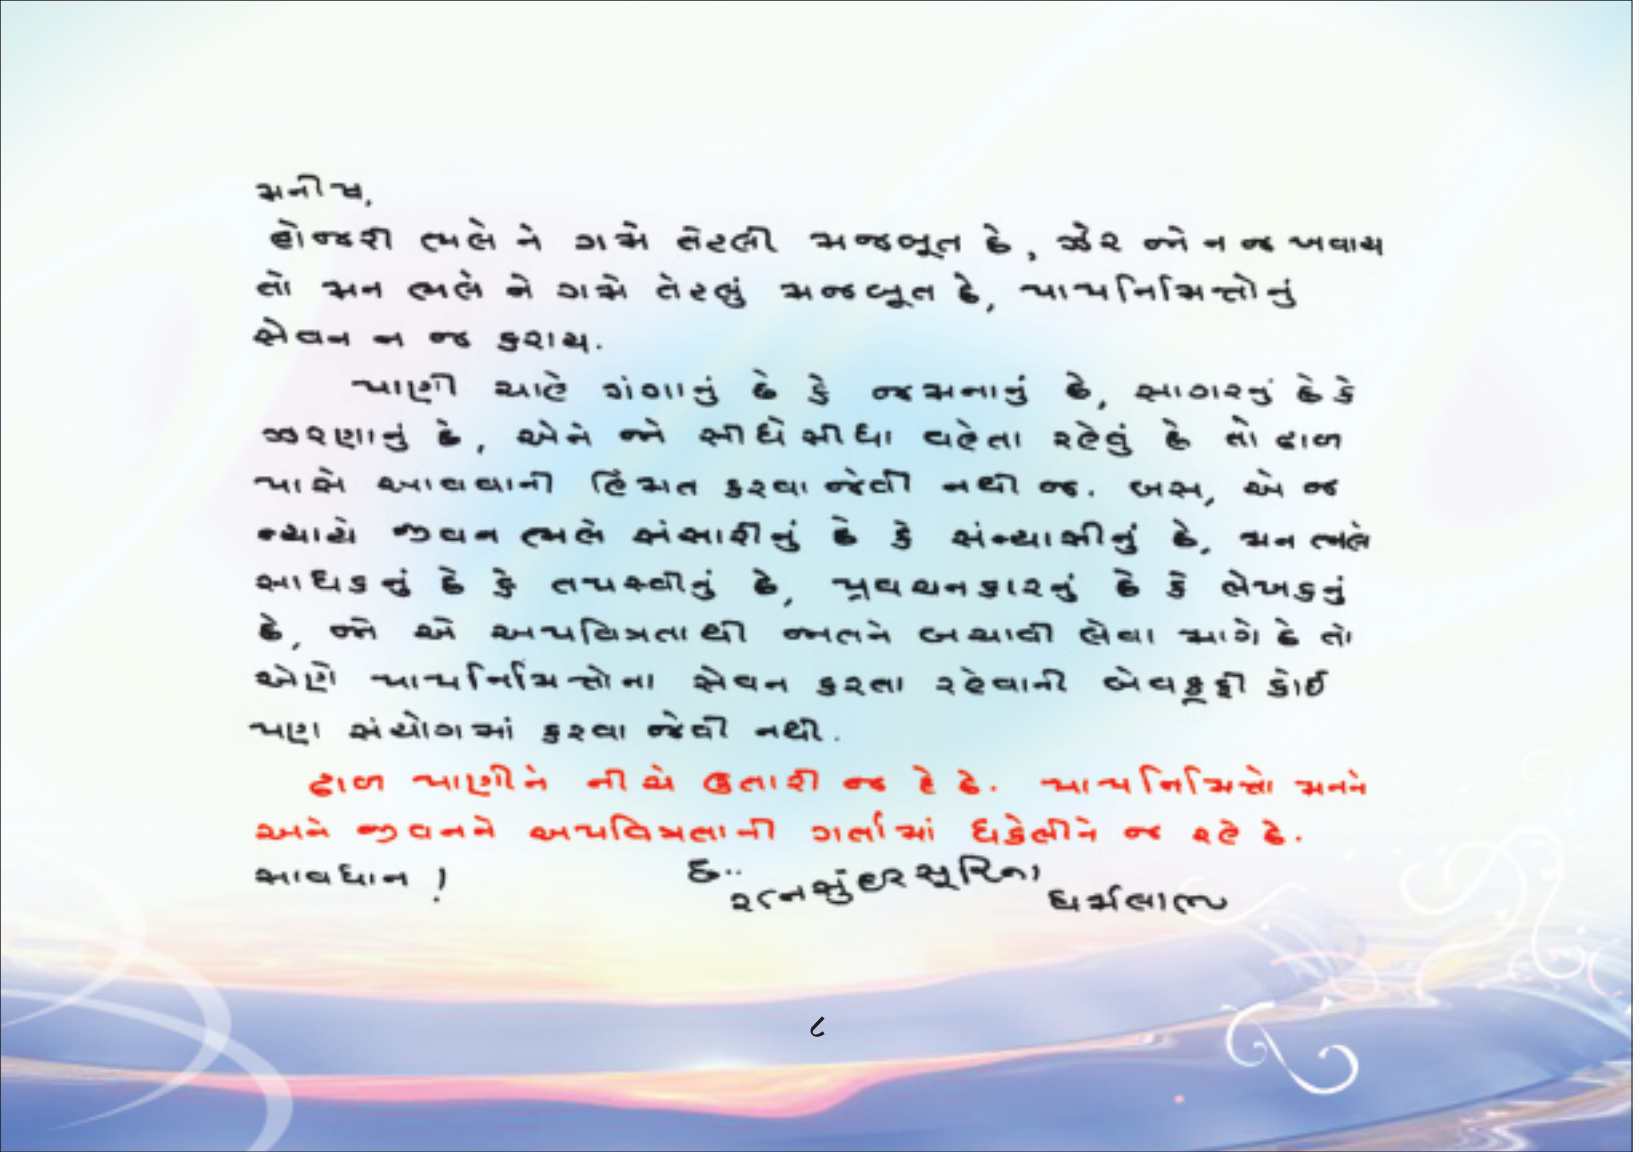 મનીષ,
હોજરી ભલે ને ગમે તેટલી મજબૂત છે, ઝેર જો ન જ ખવાય
તો મન ભલે ને ગમે તેટલું મજબૂત છે, પાપનિમિત્તોનું
સેવન ન જ કરાય.
પાણી ચાહે ગંગાનું છે કે જમનાનું છે, સાગરનું છે કે
ઝરણાનું છે, એને જો સીધેસીધા વહેતા રહેવું છે તો ઢાળ
પાસે આવવાની હિંમત કરવા જેવી નથી જ. બસ, એ જ
ન્યાયે જીવન ભલે સંસારીનું છે કે સંન્યાસીનું છે, મન ભલે
સાધકનું છે કે તપસ્વીનું છે, પ્રવચનકારનું છે કે લેખકનું
છે, જો એ અપવિત્રતાથી જાતને બચાવી લેવા માગે છે તો
એણે પાપનિમિત્તોના સેવન કરતા રહેવાની બેવકૂફી કોઈ
પણ સંયોગમાં કરવા જેવી નથી.
ઢાળ પાણીને નીચે ઉતારી જ દે છે. પાપનિમિત્તો મનને
અને જીવનને અપવિત્રતાની ગર્તામાં ધકેલીને જ રહે છે.
સાવધાન !
દ..
રત્નસુંદરસૂરિના
ધર્મલાભ
૮